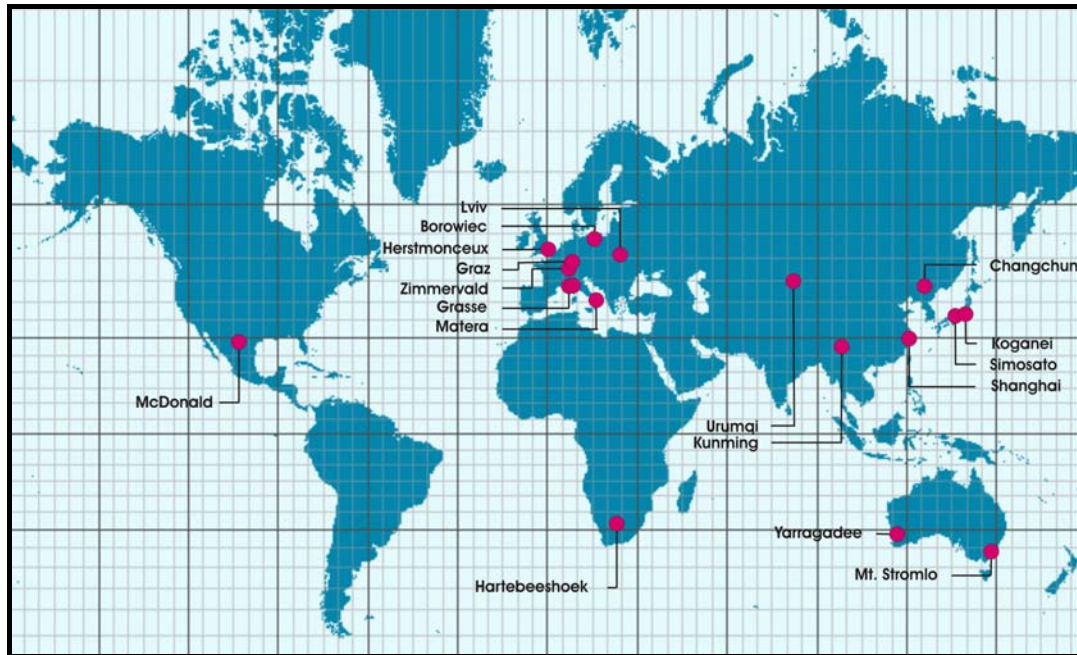 Lviv
Borowiec
Herstmonceux
Graz
Changchun
Zimmervald
Grasse
Matera
Koganei
Simosato
Shanghai
McDonald
Urumqi
Kunming
Yarragadee
Mt. Stromlo
Hartebeeshoek